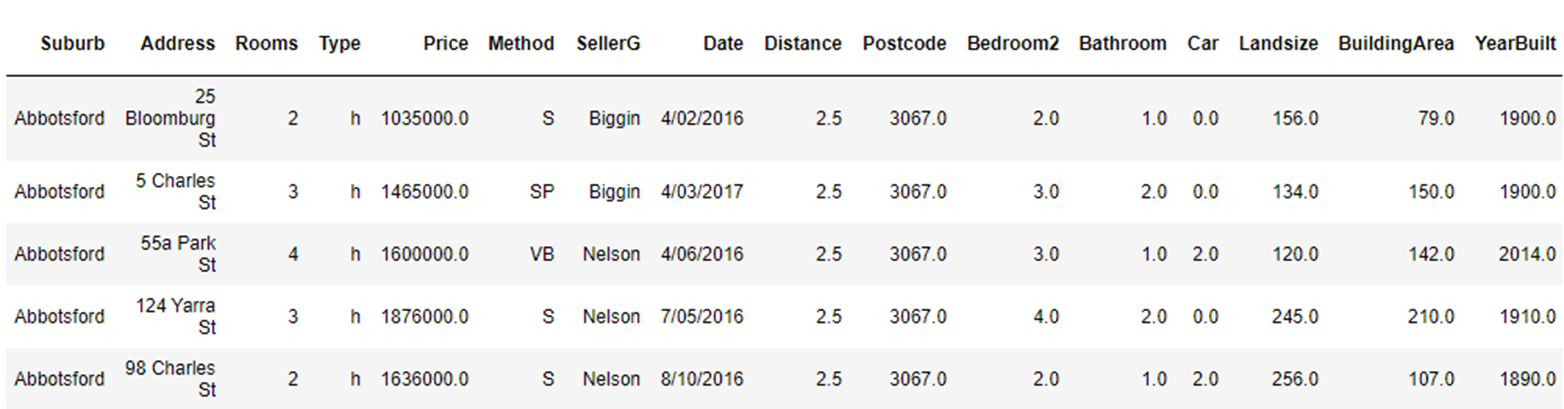 Suburb Address Rooms Type Price Method SellerG Date Distance Postcode Bedroom2 Bathroom Car Landsize BuildingArea YearBuilt
25
Abbotsford Bloomburg 2 h 1035000.0 S Biggin 4/02/2016 2.5 3067.0 2.0 1.0 0.0 156.0 79.0 1900.0
St
5 Charles
Abbotsford 3 h 1465000.0 SP Biggin 4/03/2017 2.5 3067.0 3.0 2.0 0.0 134.0 150.0 1900.0
St
55a Park
Abbotsford 4 h 1600000.0 VB Nelson 4/06/2016 2.5 3067.0 3.0 1.0 2.0 120.0 142.0 2014.0
St
124 Yarra
Abbotsford 3 h 1876000.0 S Nelson 7/05/2016 2.5 3067.0 4.0 2.0 0.0 245.0 210.0 1910.0
St
98 Charles
Abbotsford 2 h 1636000.0 S Nelson 8/10/2016 2.5 3067.0 2.0 1.0 2.0 256.0 107.0 1890.0
St